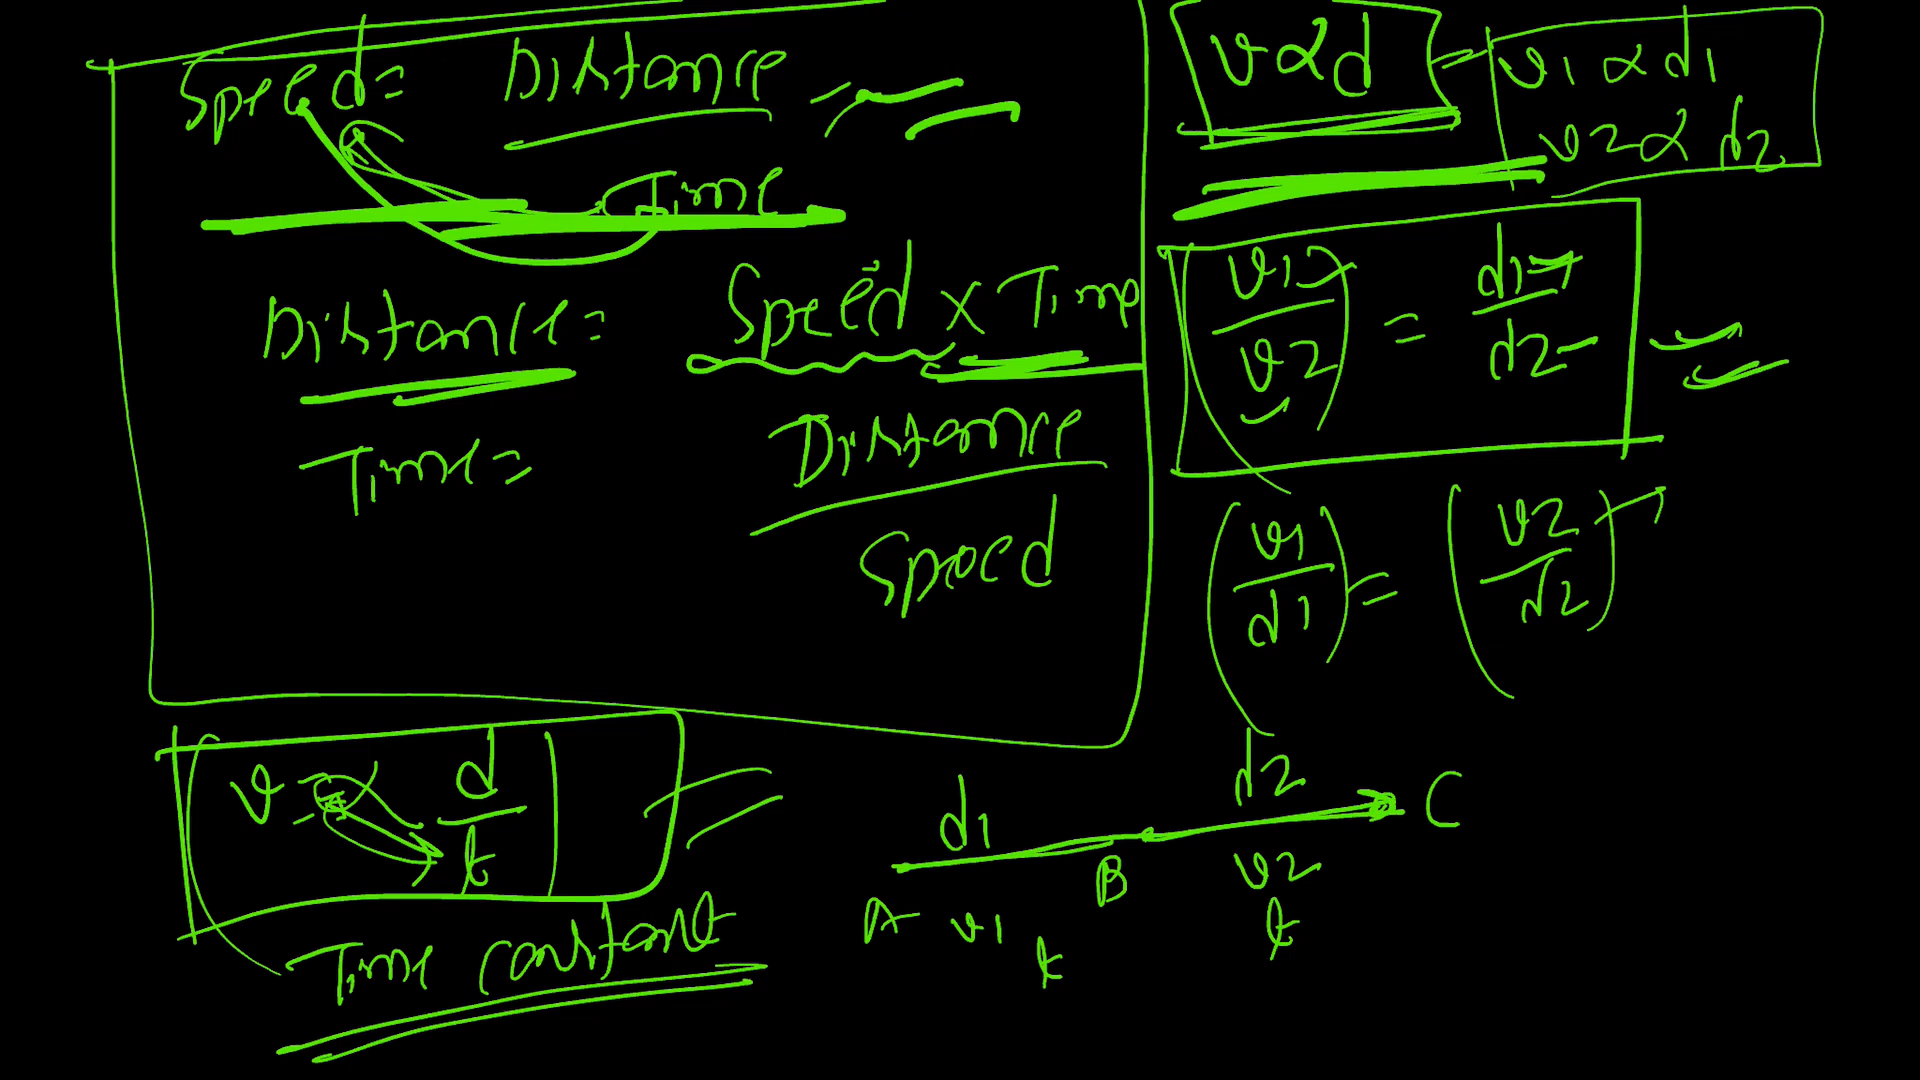 Speed = Distance =
Time
Distance = Speed x Time
Time = Distance
Speed
v = d
t
Time constant
v α d = v1 α d1
v2 α d2
v1 = d1
v2 d2
v1 = v2
d1 d2
d1 d2 C
A v1 B v2
t t